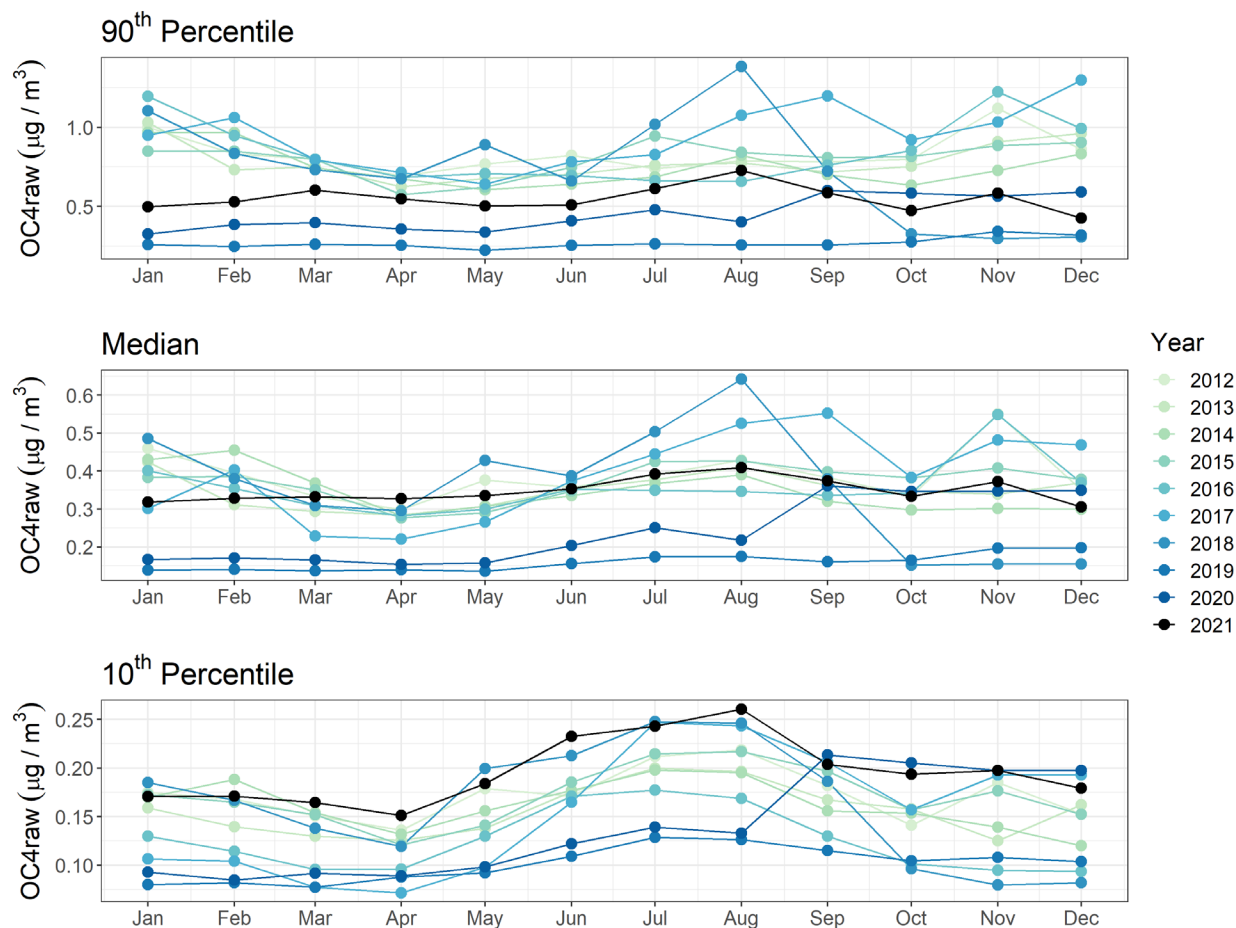 90th Percentile
OC4raw (μg / m3)
1.0
0.5
Jan Feb Mar Apr May Jun Jul Aug Sep Oct Nov Dec
Median
OC4raw (μg / m3)
0.6
0.5
0.4
0.3
0.2
Jan Feb Mar Apr May Jun Jul Aug Sep Oct Nov Dec
Year
2012
2013
2014
2015
2016
2017
2018
2019
2020
2021
10th Percentile
OC4raw (μg / m3)
0.25
0.20
0.15
0.10
Jan Feb Mar Apr May Jun Jul Aug Sep Oct Nov Dec